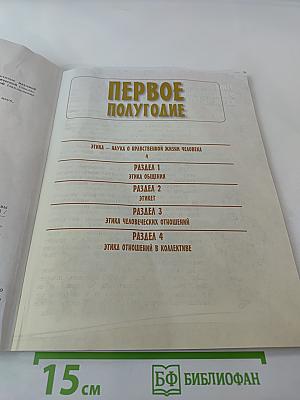 ПЕРВОЕ
ПОЛУГОДИЕ
ЭТИКА — НАУКА О НРАВСТВЕННОЙ ЖИЗНИ ЧЕЛОВЕКА
4
РАЗДЕЛ 1
ЭТИКА ОБЩЕНИЯ
РАЗДЕЛ 2
ЭТИКЕТ
РАЗДЕЛ 3
ЭТИКА ЧЕЛОВЕЧЕСКИХ ОТНОШЕНИЙ
РАЗДЕЛ 4
ЭТИКА ОТНОШЕНИЙ В КОЛЛЕКТИВЕ
15 см
БФ БИБЛИОФАН